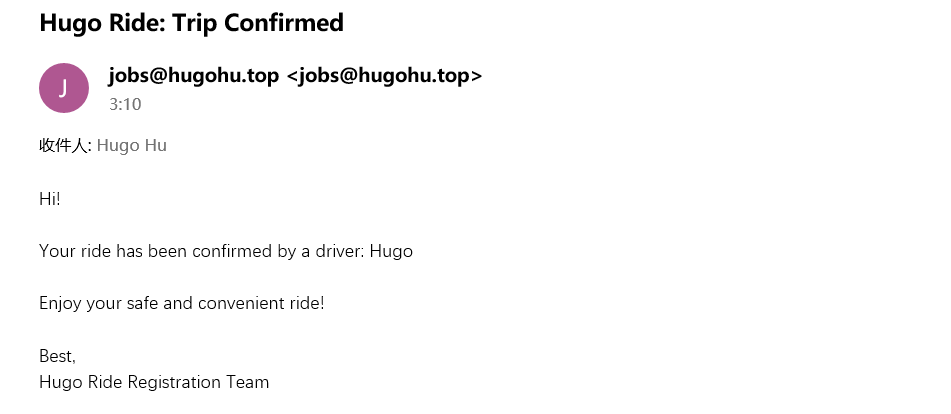 Hugo Ride: Trip Confirmed
J
jobs@hugohu.top <jobs@hugohu.top>
3:10
收件人: Hugo Hu
Hi!
Your ride has been confirmed by a driver: Hugo
Enjoy your safe and convenient ride!
Best,
Hugo Ride Registration Team